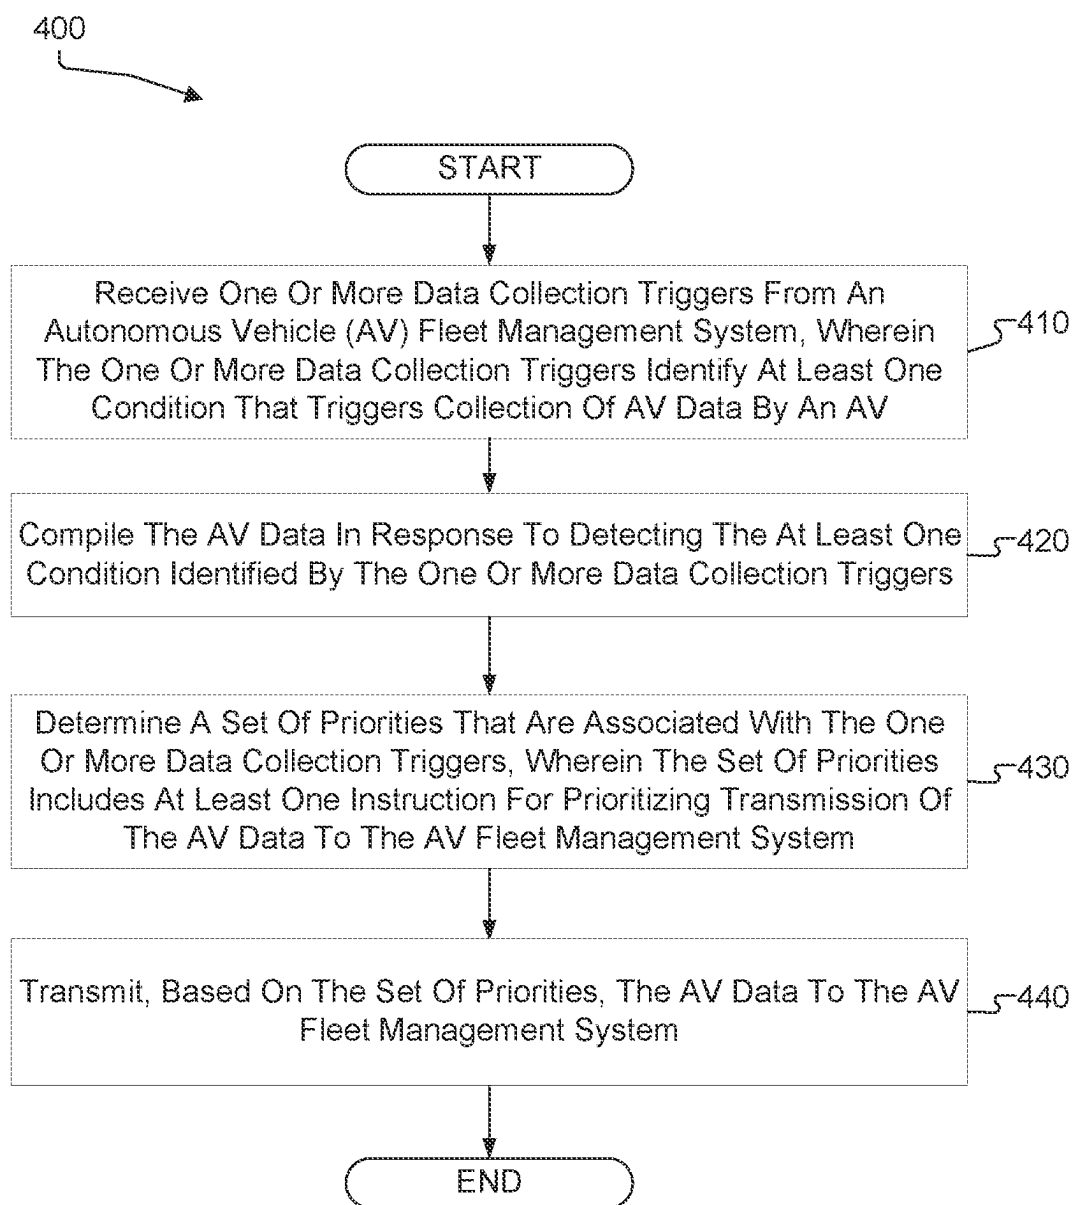 400
START
Receive One Or More Data Collection Triggers From An
Autonomous Vehicle (AV) Fleet Management System, Wherein
The One Or More Data Collection Triggers Identify At Least One
Condition That Triggers Collection Of AV Data By An AV
410
Compile The AV Data In Response To Detecting The At Least One
Condition Identified By The One Or More Data Collection Triggers
420
Determine A Set Of Priorities That Are Associated With The One
Or More Data Collection Triggers, Wherein The Set Of Priorities
Includes At Least One Instruction For Prioritizing Transmission Of
The AV Data To The AV Fleet Management System
430
Transmit, Based On The Set Of Priorities, The AV Data To The AV
Fleet Management System
440
END